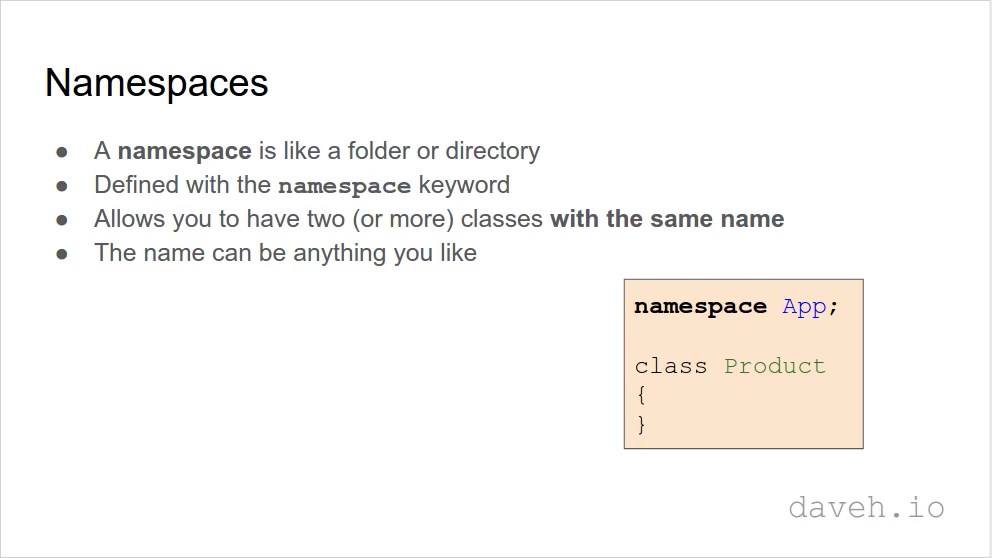 Namespaces
● A namespace is like a folder or directory
● Defined with the namespace keyword
● Allows you to have two (or more) classes with the same name
● The name can be anything you like
namespace App;
class Product
{
}
daveh.io